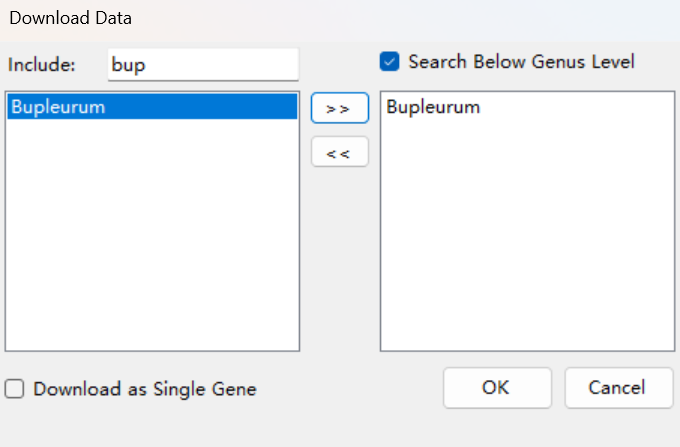 Download Data
Include: bup
Search Below Genus Level
Bupleurum
>>
<<
Bupleurum
Download as Single Gene
OK
Cancel